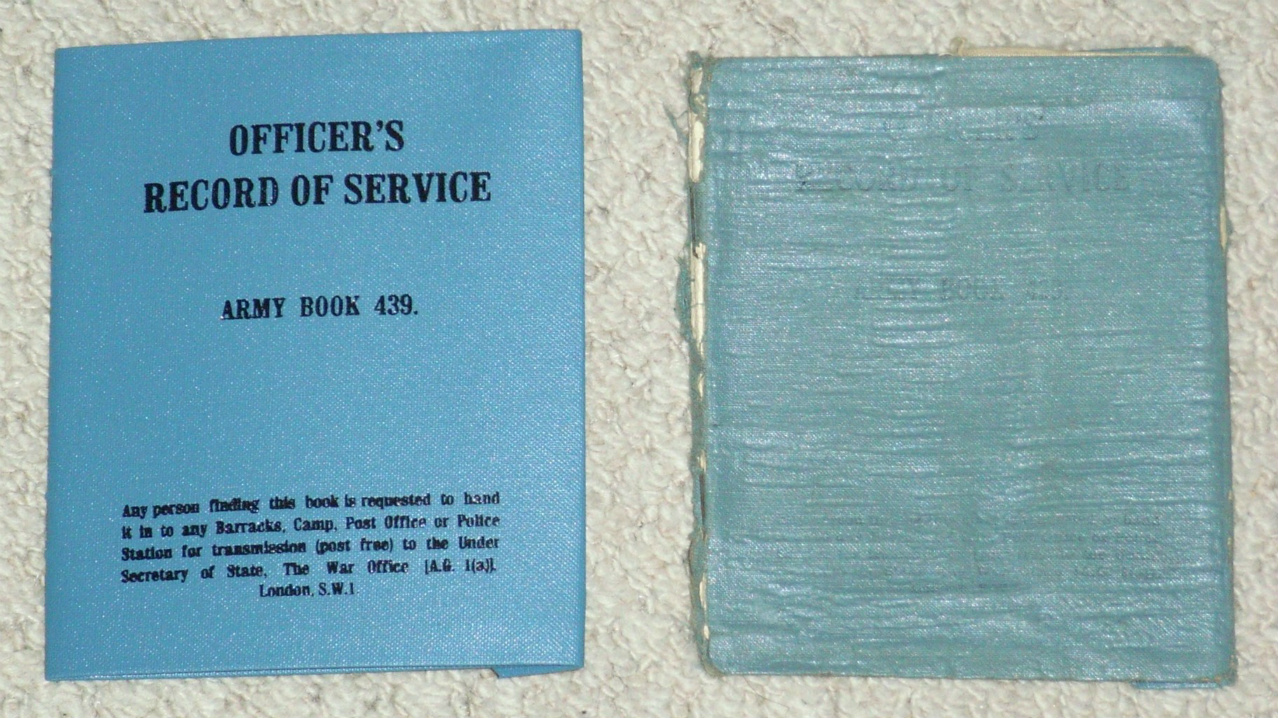 OFFICER'S
RECORD OF SERVICE
ARMY BOOK 439.
Any person finding this book is requested to hand
it in to any Barracks, Camp, Post Office or Police
Station for transmission (post free) to the Under
Secretary of State, The War Office [A.G. 1(a)],
London, S.W.1
RECORD OF SERVICE
ARMY BOOK